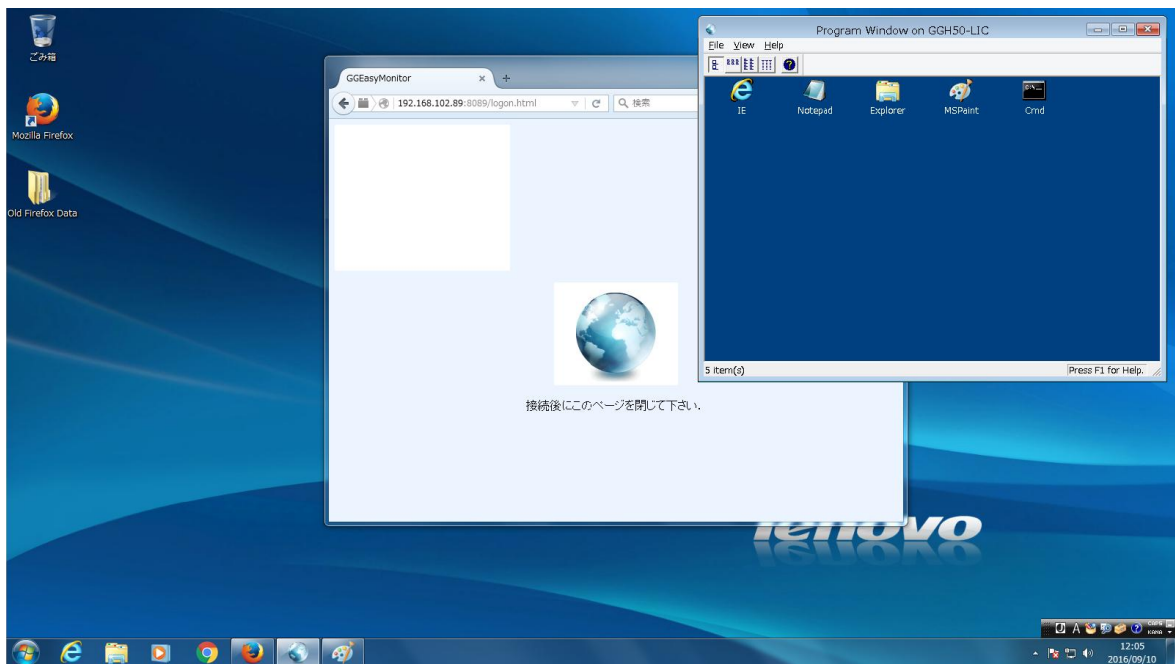 ごみ箱
Mozilla Firefox
Old Firefox Data
GGEasyMonitor
192.168.102.89:8089/logon.html
検索
接続後にこのページを閉じて下さい.
Program Window on GGH50-LIC
File View Help
IE
Notepad
Explorer
MSPaint
Cmd
5 item(s)
Press F1 for Help.
lenovo
A
CAPS
KANA
12:05
2016/09/10